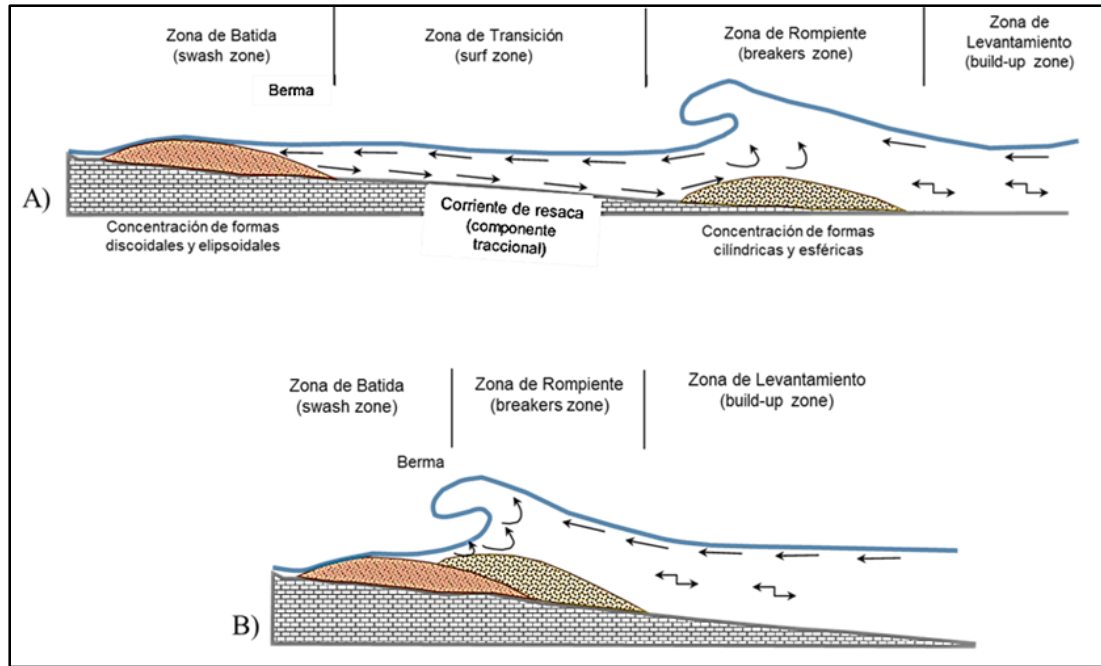 Zona de Batida
(swash zone)
Zona de Transición
(surf zone)
Zona de Rompiente
(breakers zone)
Zona de
Levantamiento
(build-up zone)
Berma
A)
Concentración de formas
discoidales y elipsoidales
Corriente de resaca
(componente
traccional)
Concentración de formas
cilíndricas y esféricas
Zona de Batida
(swash zone)
Zona de Rompiente
(breakers zone)
Zona de Levantamiento
(build-up zone)
Berma
B)